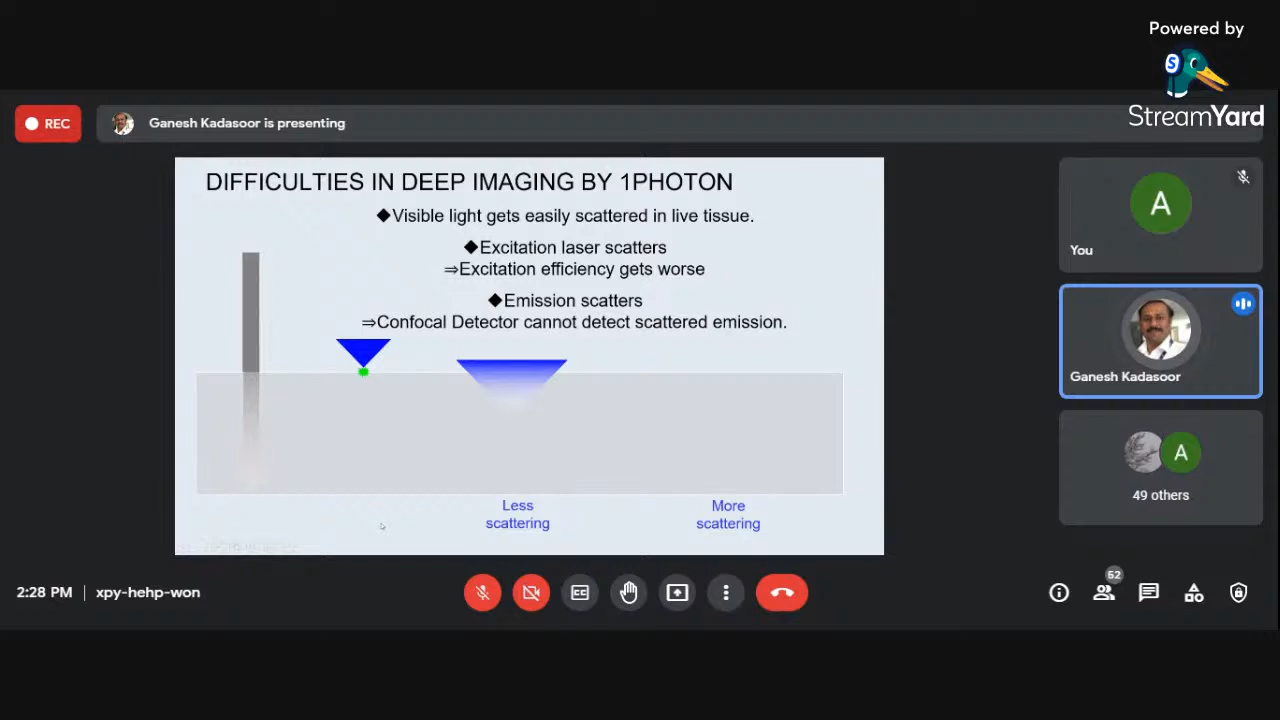 Powered by
StreamYard
REC
Ganesh Kadasoor is presenting
DIFFICULTIES IN DEEP IMAGING BY 1PHOTON
◆Visible light gets easily scattered in live tissue.
◆Excitation laser scatters
⇒Excitation efficiency gets worse
◆Emission scatters
⇒Confocal Detector cannot detect scattered emission.
Less
scattering
More
scattering
A
You
Ganesh Kadasoor
A
49 others
2:28 PM | xpy-hehp-won
52